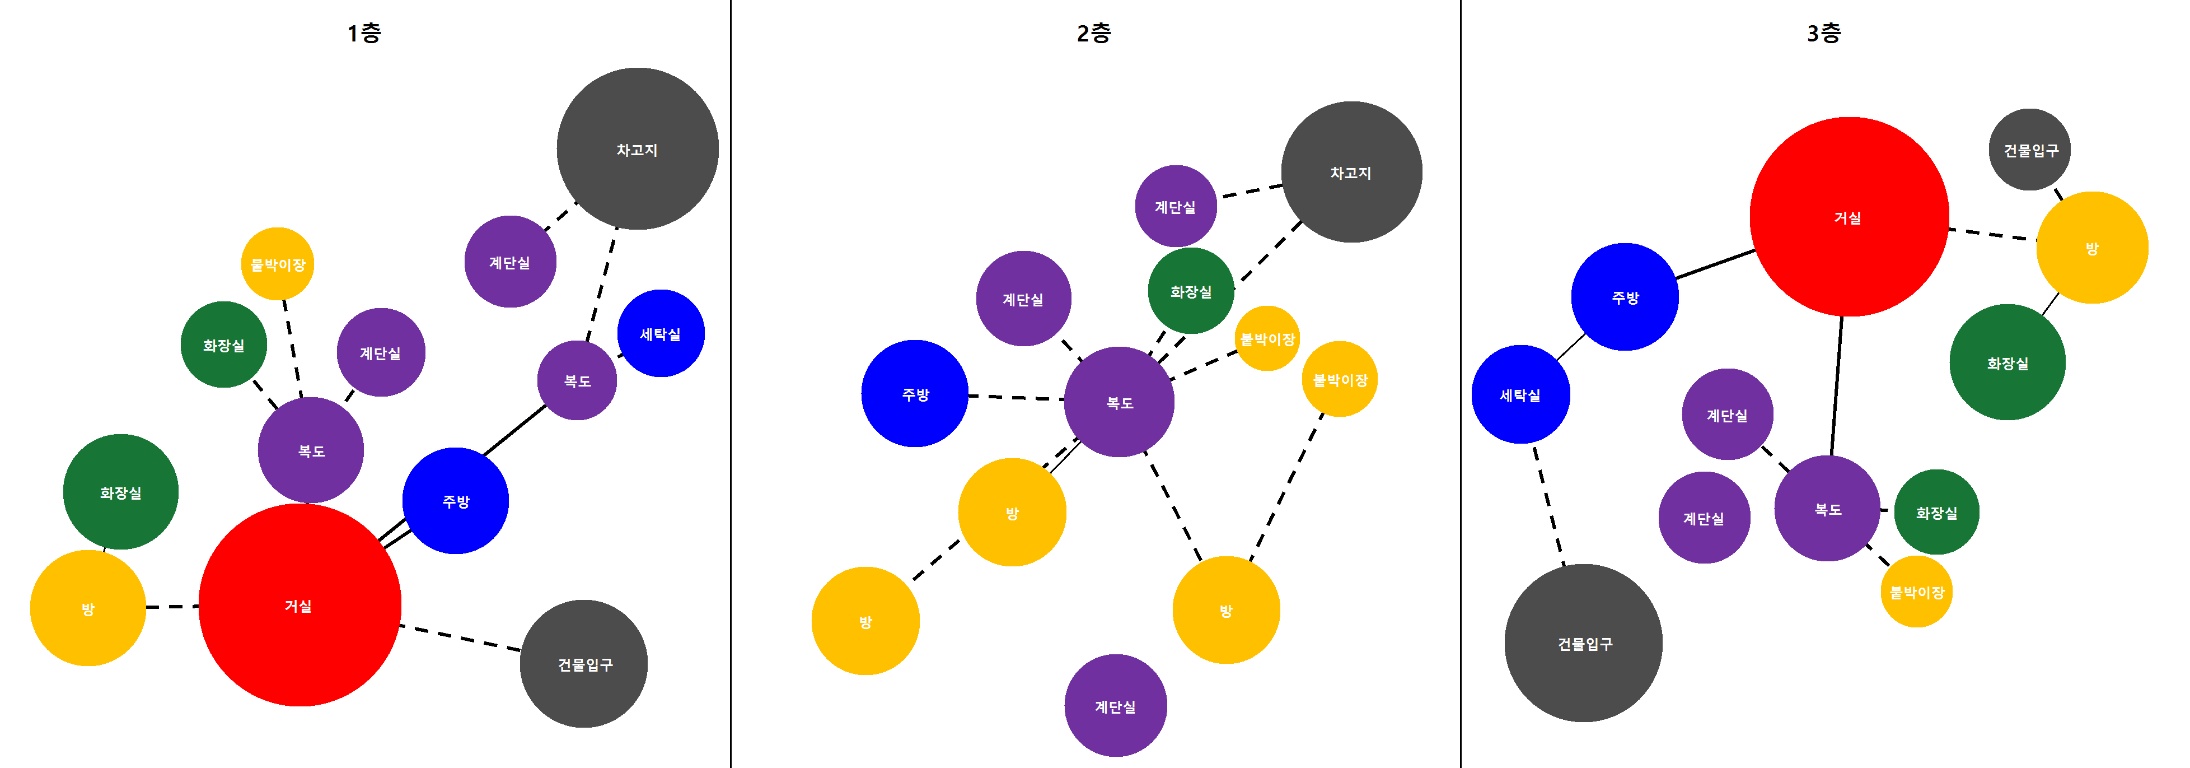 1층
차고지
계단실
붙박이장
세탁실
화장실
계단실
복도
복도
화장실
주방
방
거실
건물입구
2층
차고지
계단실
화장실
계단실
붙박이장
붙박이장
주방
복도
방
방
방
계단실
3층
건물입구
거실
방
주방
화장실
세탁실
계단실
복도
화장실
계단실
붙박이장
건물입구